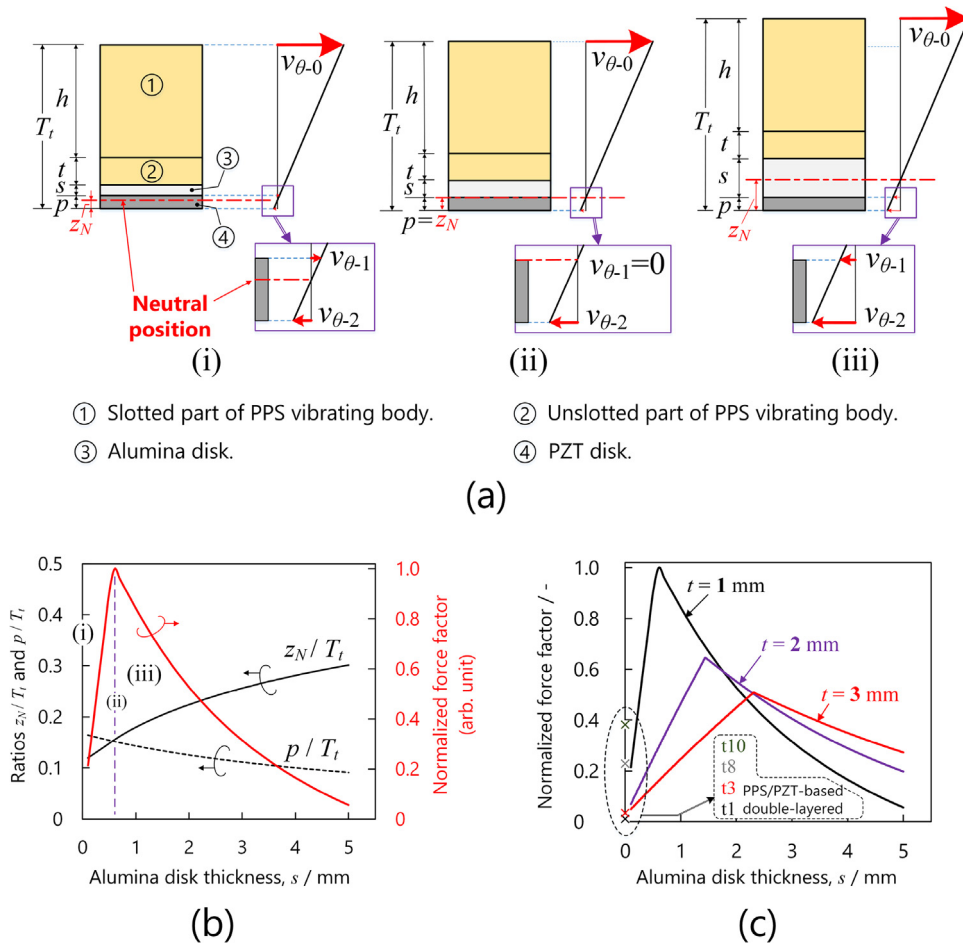 v_θ-0
v_θ-0
v_θ-0
h
T_t
t
s
p
z_N
①
②
③
④
h
T_t
t
s
p=
z_N
h
T_t
t
s
p
z_N
Neutral
position
v_θ-1
v_θ-2
v_θ-1=0
v_θ-2
v_θ-1
v_θ-2
(i)
(ii)
(iii)
① Slotted part of PPS vibrating body.
② Unslotted part of PPS vibrating body.
③ Alumina disk.
④ PZT disk.
(a)
Ratios z_N / T_t and p / T_t
0.5
0.4
0.3
0.2
0.1
0
(i)
(ii)
(iii)
z_N / T_t
p / T_t
1.0
0.8
0.6
0.4
0.2
0
Normalized force factor
(arb. unit)
0 1 2 3 4 5
Alumina disk thickness, s / mm
(b)
Normalized force factor / -
1.0
0.8
0.6
0.4
0.2
0
t = 1 mm
t = 2 mm
t = 3 mm
t10
t8
t3 PPS/PZT-based
t1 double-layered
0 1 2 3 4 5
Alumina disk thickness, s / mm
(c)